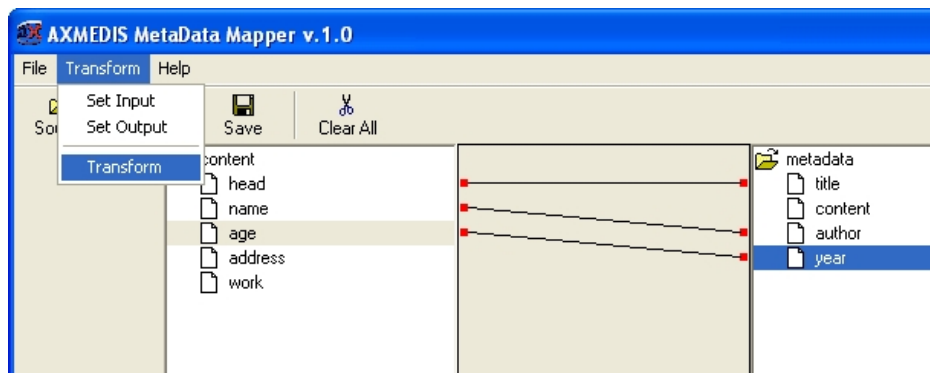 AXMEDIS MetaData Mapper v.1.0
File Transform Help
Set Input
Set Output
Transform
Save Clear All
content
head
name
age
address
work
metadata
title
content
author
year